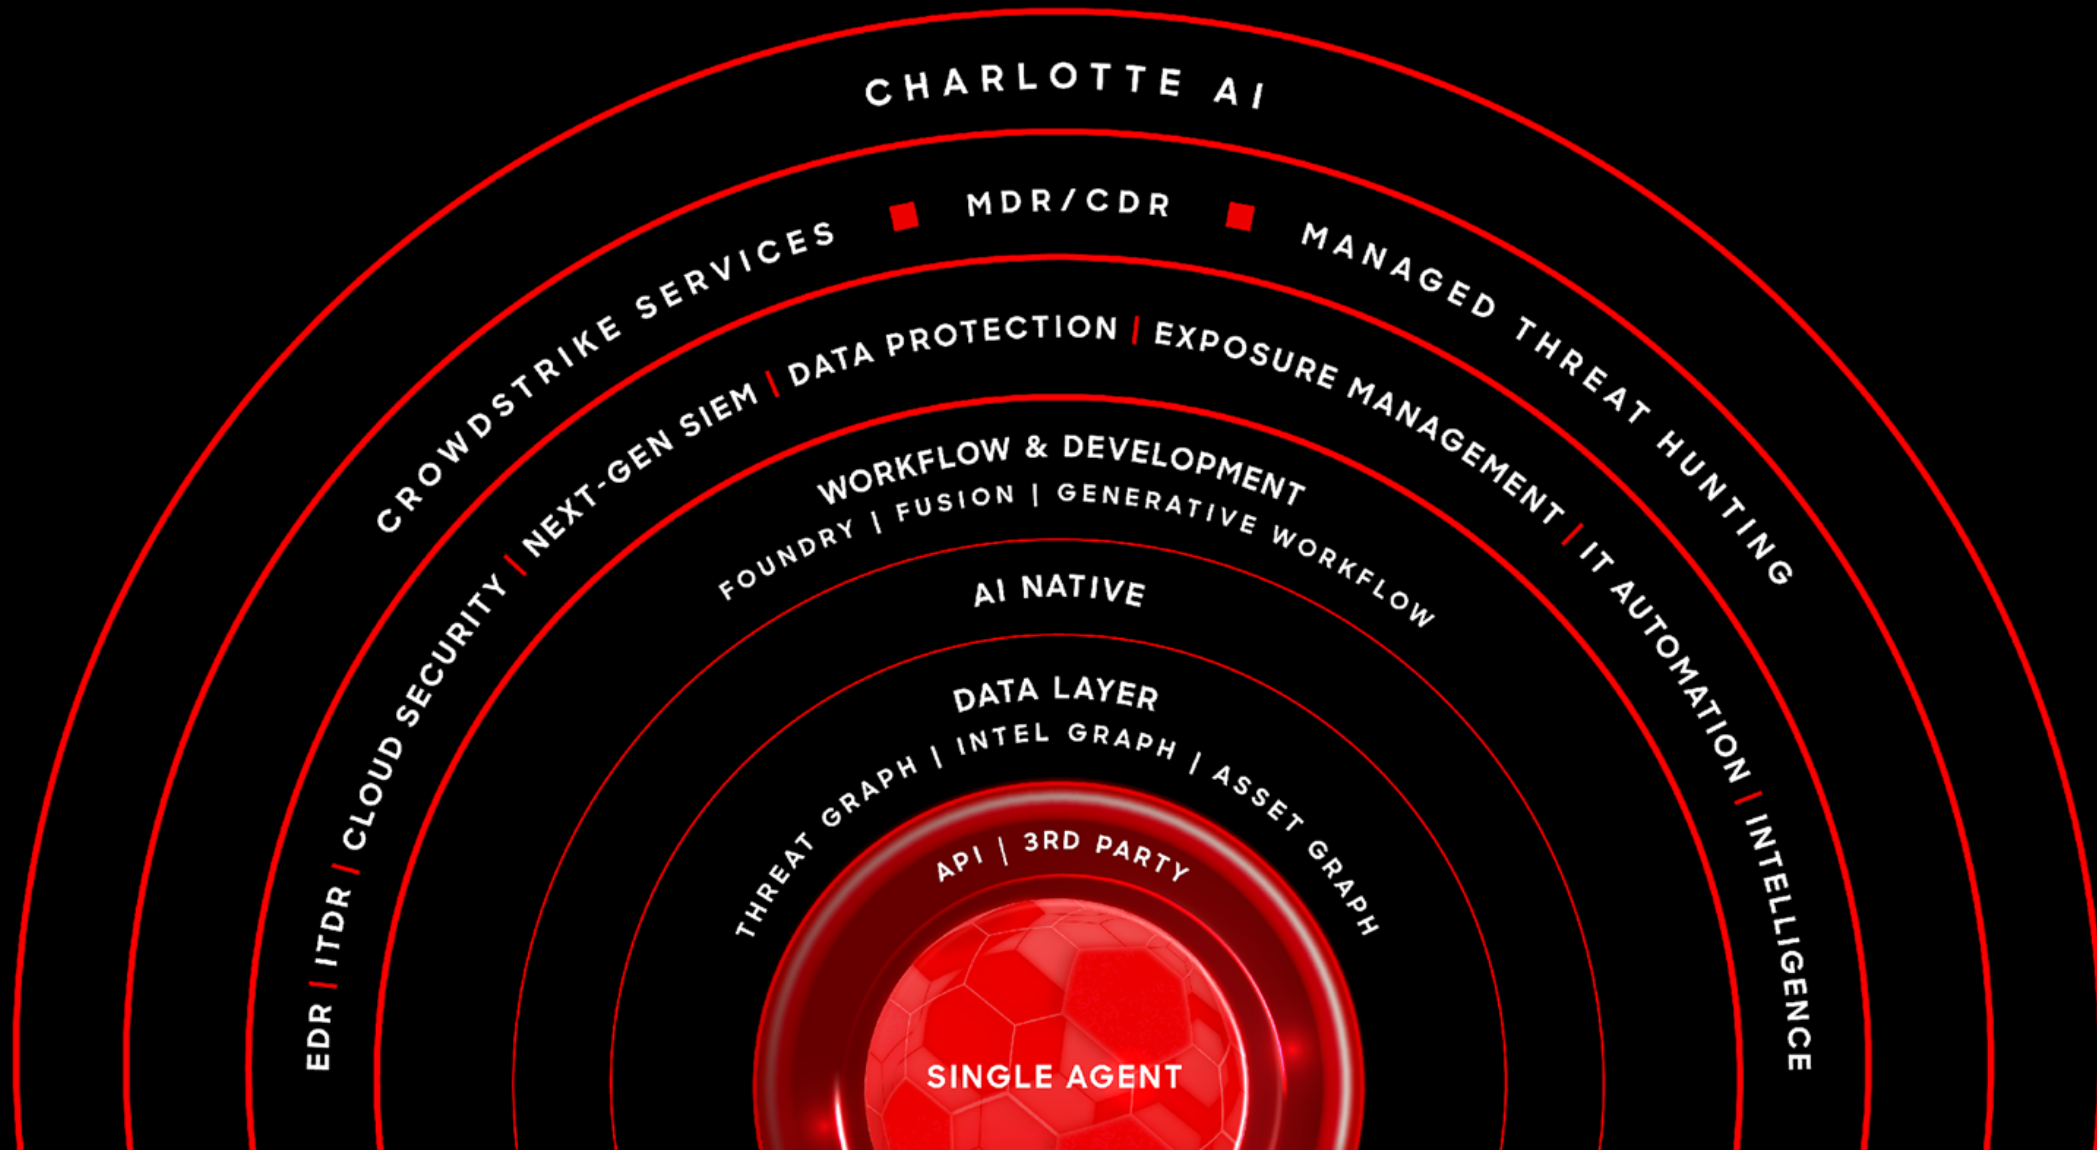 CHARLOTTE AI
CROWDSTRIKE SERVICES ■ MDR/CDR ■ MANAGED THREAT HUNTING
EDR | ITDR | CLOUD SECURITY | NEXT-GEN SIEM | DATA PROTECTION | EXPOSURE MANAGEMENT | IT AUTOMATION | INTELLIGENCE
WORKFLOW & DEVELOPMENT
FOUNDRY | FUSION | GENERATIVE WORKFLOW
AI NATIVE
DATA LAYER
THREAT GRAPH | INTEL GRAPH | ASSET GRAPH
API | 3RD PARTY
SINGLE AGENT